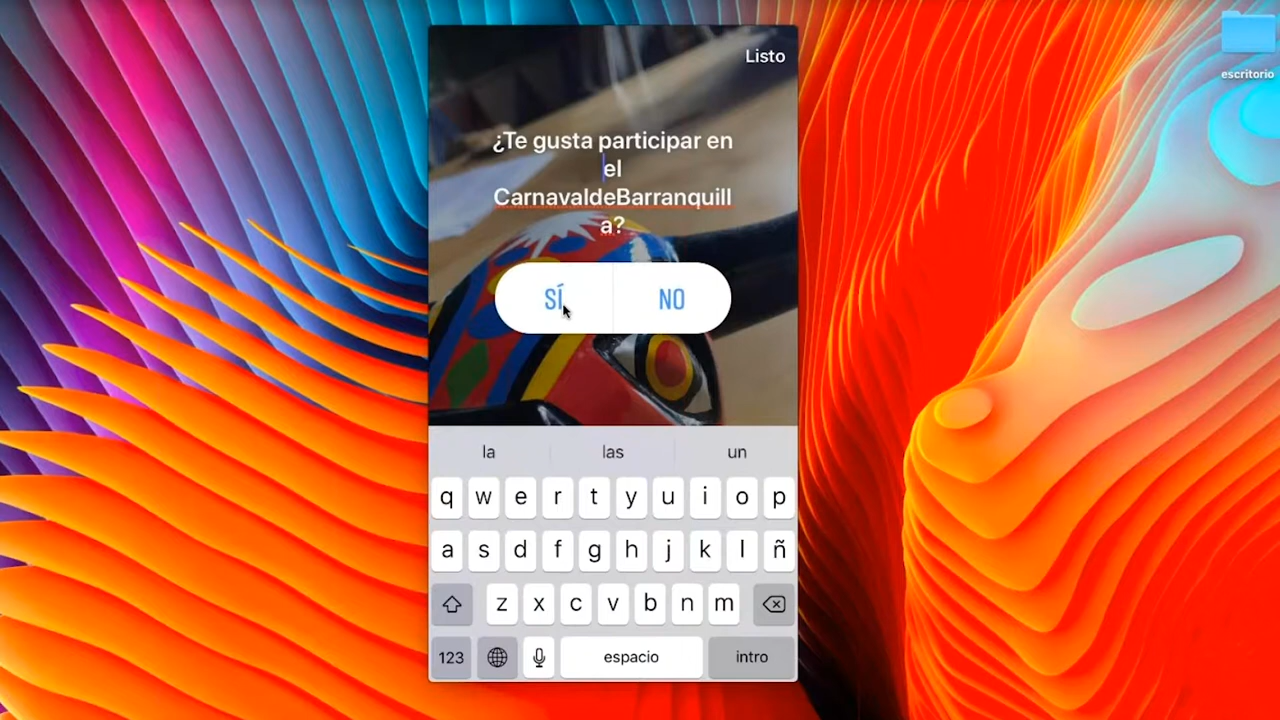 Listo
escritorio
¿Te gusta participar en
el
CarnavaldeBarranquill
a?
SÍ NO
la las un
q w e r t y u i o p
a s d f g h j k l ñ
z x c v b n m
123 espacio intro